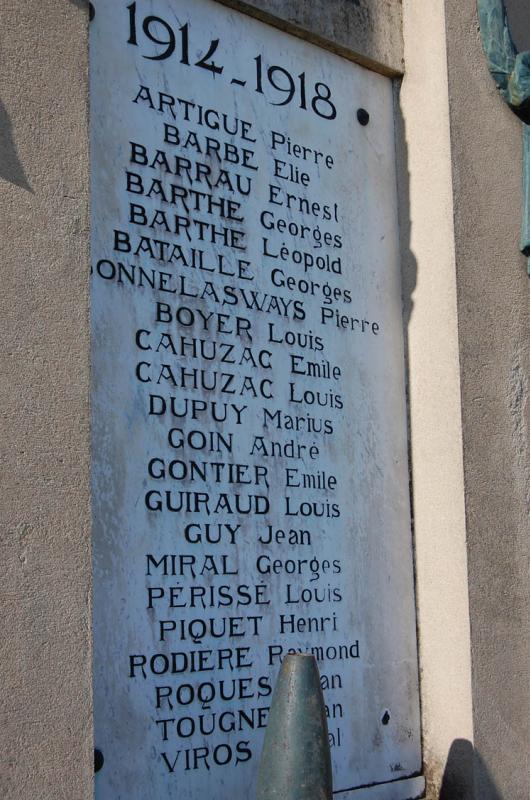 1914-1918
ARTIGUE Pierre
BARBE Elie
BARRAU Ernest
BARTHE Georges
BARTHE Léopold
BATAILLE Georges
ONNELASWAYS Pierre
BOYER Louis
CAHUZAC Emile
CAHUZAC Louis
DUPUY Marius
GOIN André
GONTIER Emile
GUIRAUD Louis
GUY Jean
MIRAL Georges
PÉRISSÉ Louis
PIQUET Henri
RODIERE Raymond
ROQUES
TOUGNE
VIROS